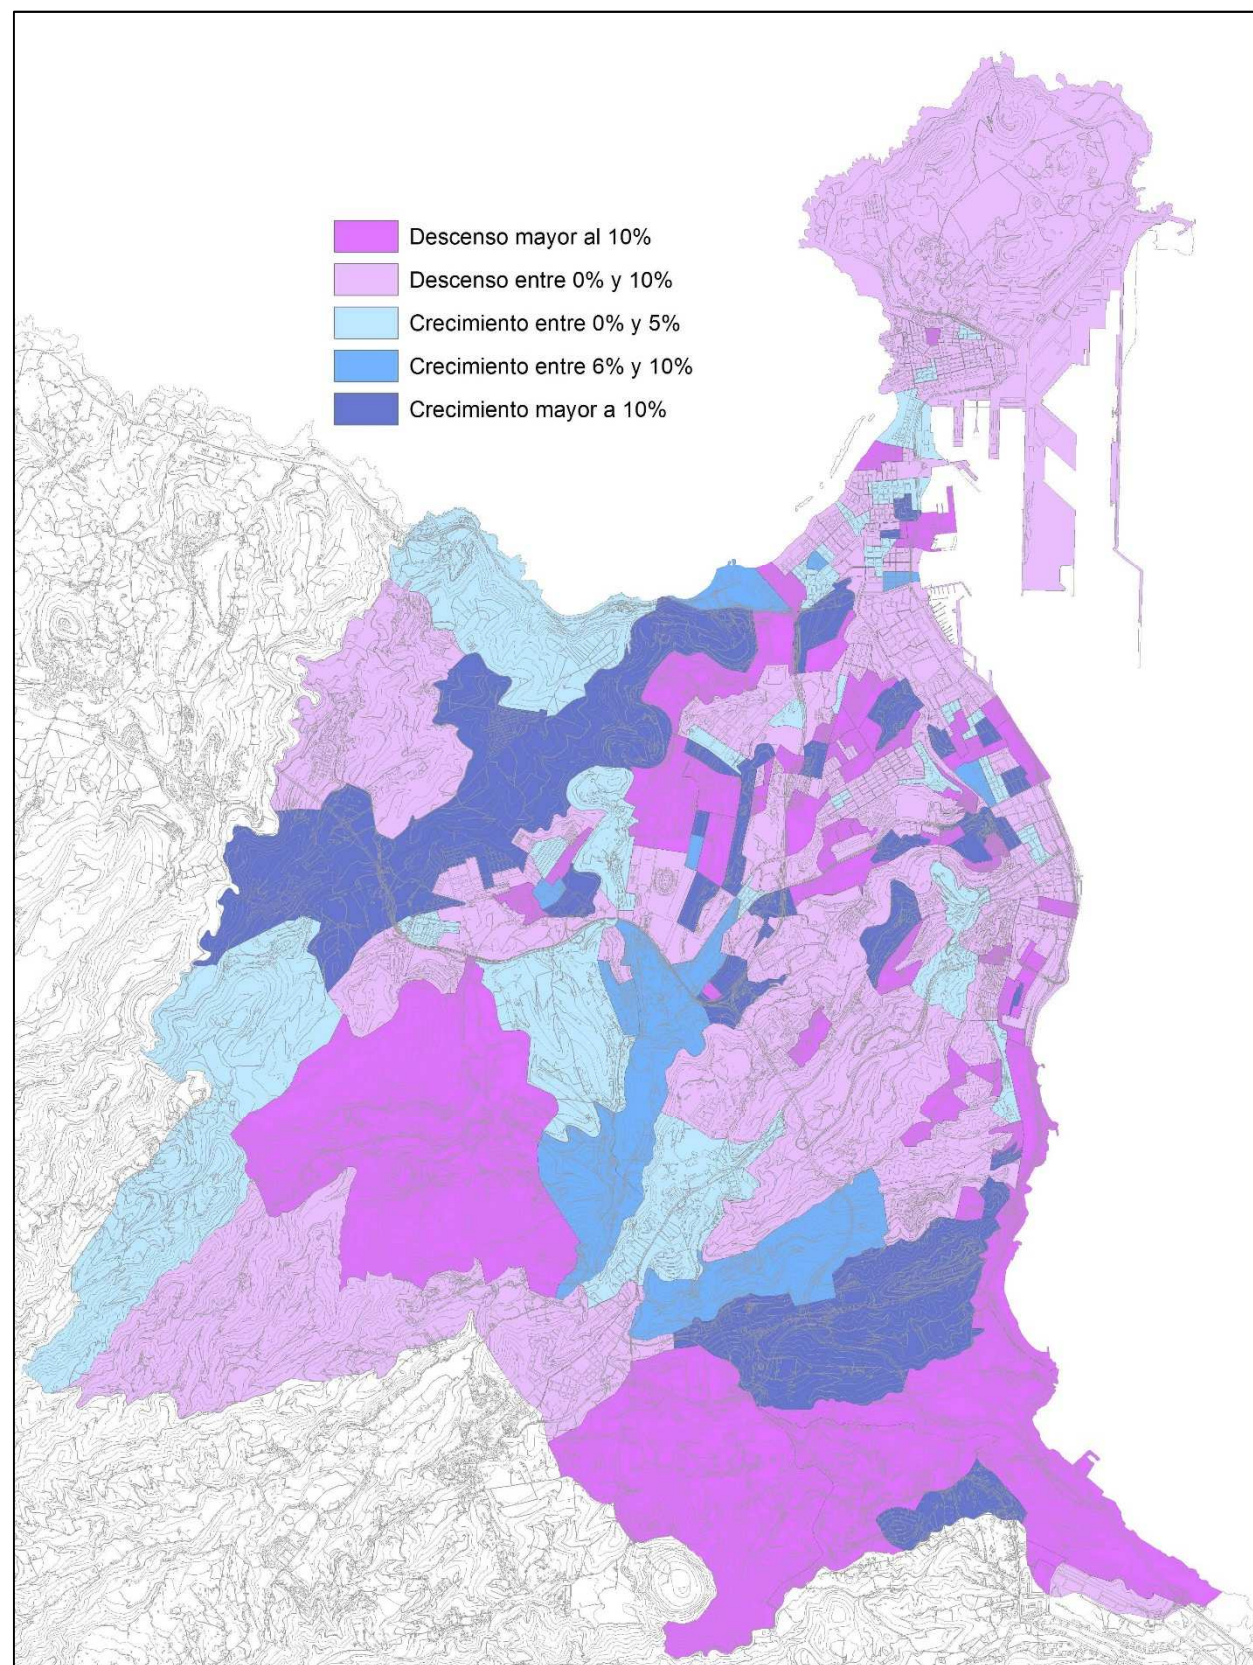 Descenso mayor al 10%
Descenso entre 0% y 10%
Crecimiento entre 0% y 5%
Crecimiento entre 6% y 10%
Crecimiento mayor a 10%